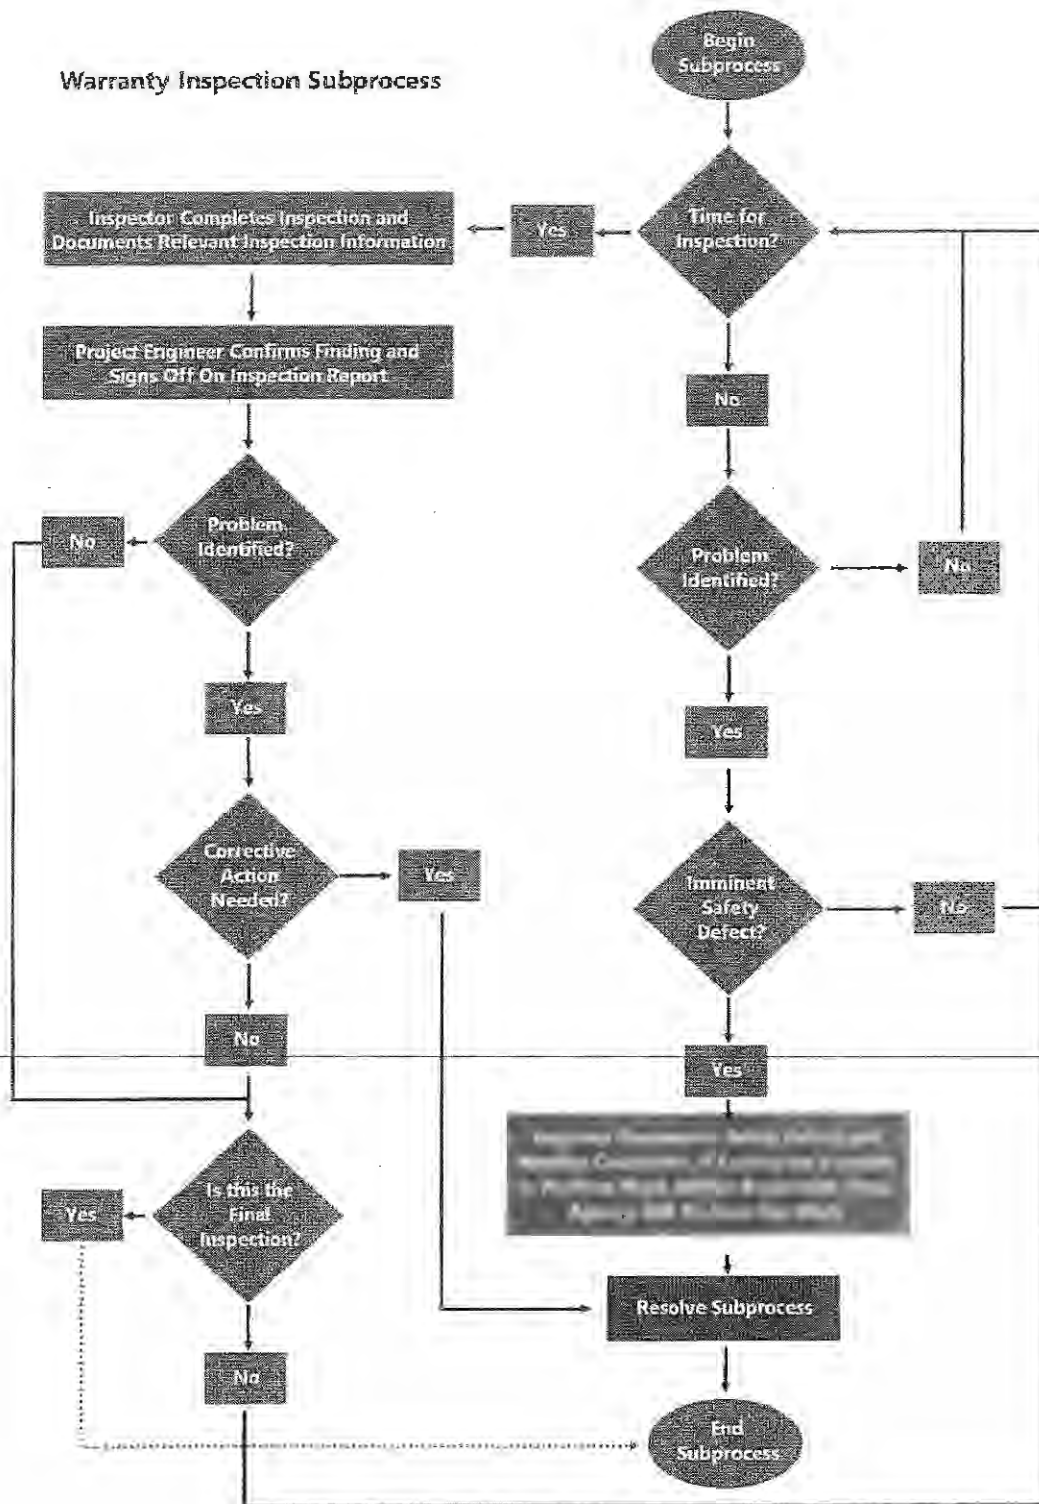 Warranty Inspection Subprocess
Begin
Subprocess
Time for
Inspection?
Yes
Inspector Completes Inspection and
Documents Relevant Inspection Information
Project Engineer Confirms Finding and
Signs Off On Inspection Report
Problem
Identified?
No
Yes
Corrective
Action
Needed?
Yes
No
Is this the
Final
Inspection?
Yes
No
No
Problem
Identified?
No
Yes
Imminent
Safety
Defect?
No
Yes
Resolve Subprocess
End
Subprocess